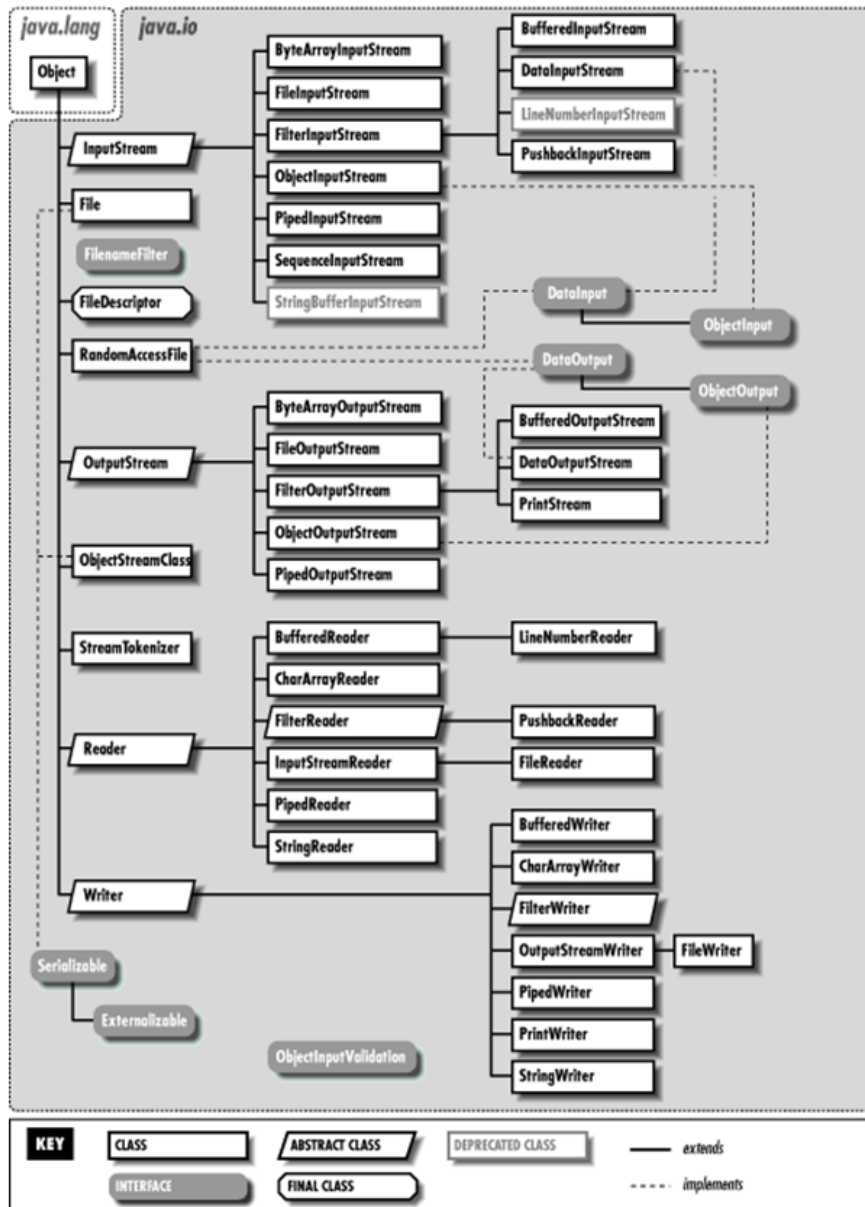 java.lang
java.io
Object
InputStream
File
FilenameFilter
FileDescriptor
RandomAccessFile
OutputStream
ObjectStreamClass
StreamTokenizer
Reader
Writer
Serializable
Externalizable
ByteArrayInputStream
FileInputStream
FilterInputStream
ObjectInputStream
PipedInputStream
SequenceInputStream
StringBufferInputStream
BufferedInputStream
DataInputStream
LineNumberInputStream
PushbackInputStream
DataInput
ObjectInput
DataOutput
ObjectOutput
ByteArrayOutputStream
FileOutputStream
FilterOutputStream
ObjectOutputStream
PipedOutputStream
BufferedOutputStream
DataOutputStream
PrintStream
BufferedReader
CharArrayReader
FilterReader
InputStreamReader
PipedReader
StringReader
LineNumberReader
PushbackReader
FileReader
BufferedWriter
CharArrayWriter
FilterWriter
OutputStreamWriter
PipedWriter
PrintWriter
StringWriter
FileWriter
ObjectInputValidation
KEY
CLASS
ABSTRACT CLASS
DEPRECATED CLASS
extends
INTERFACE
FINAL CLASS
implements